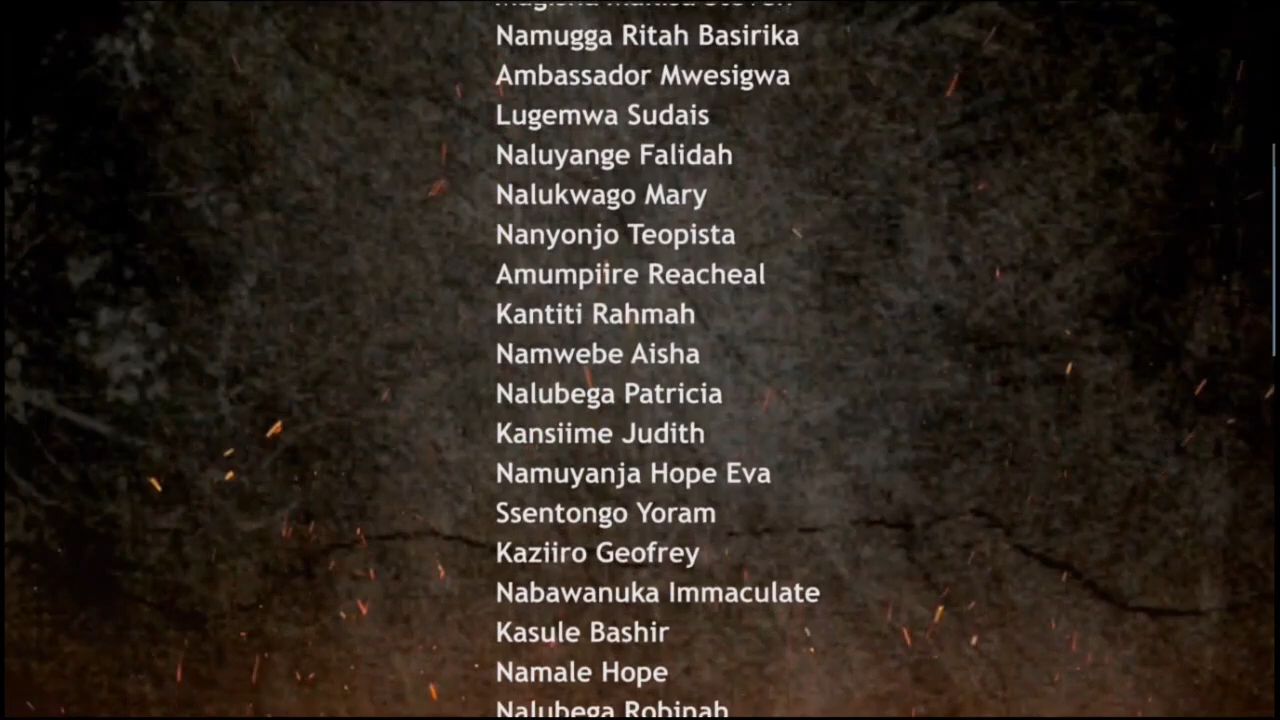 Namugga Ritah Basirika
Ambassador Mwesigwa
Lugemwa Sudais
Naluyange Falidah
Nalukwago Mary
Nanyonjo Teopista
Amumpiire Reacheal
Kantiti Rahmah
Namwebe Aisha
Nalubega Patricia
Kansiime Judith
Namuyanja Hope Eva
Ssentongo Yoram
Kaziiro Geofrey
Nabawanuka Immaculate
Kasule Bashir
Namale Hope
Nalubega Robinah